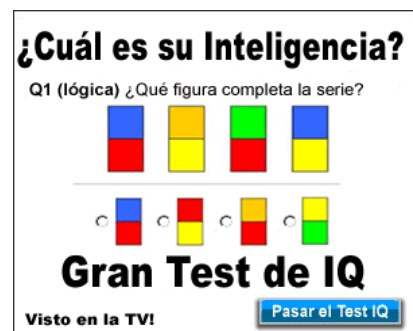 ¿Cuál es su Inteligencia?
Q1 (lógica) ¿Qué figura completa la serie?
Gran Test de IQ
Visto en la TV!
Pasar el Test IQ